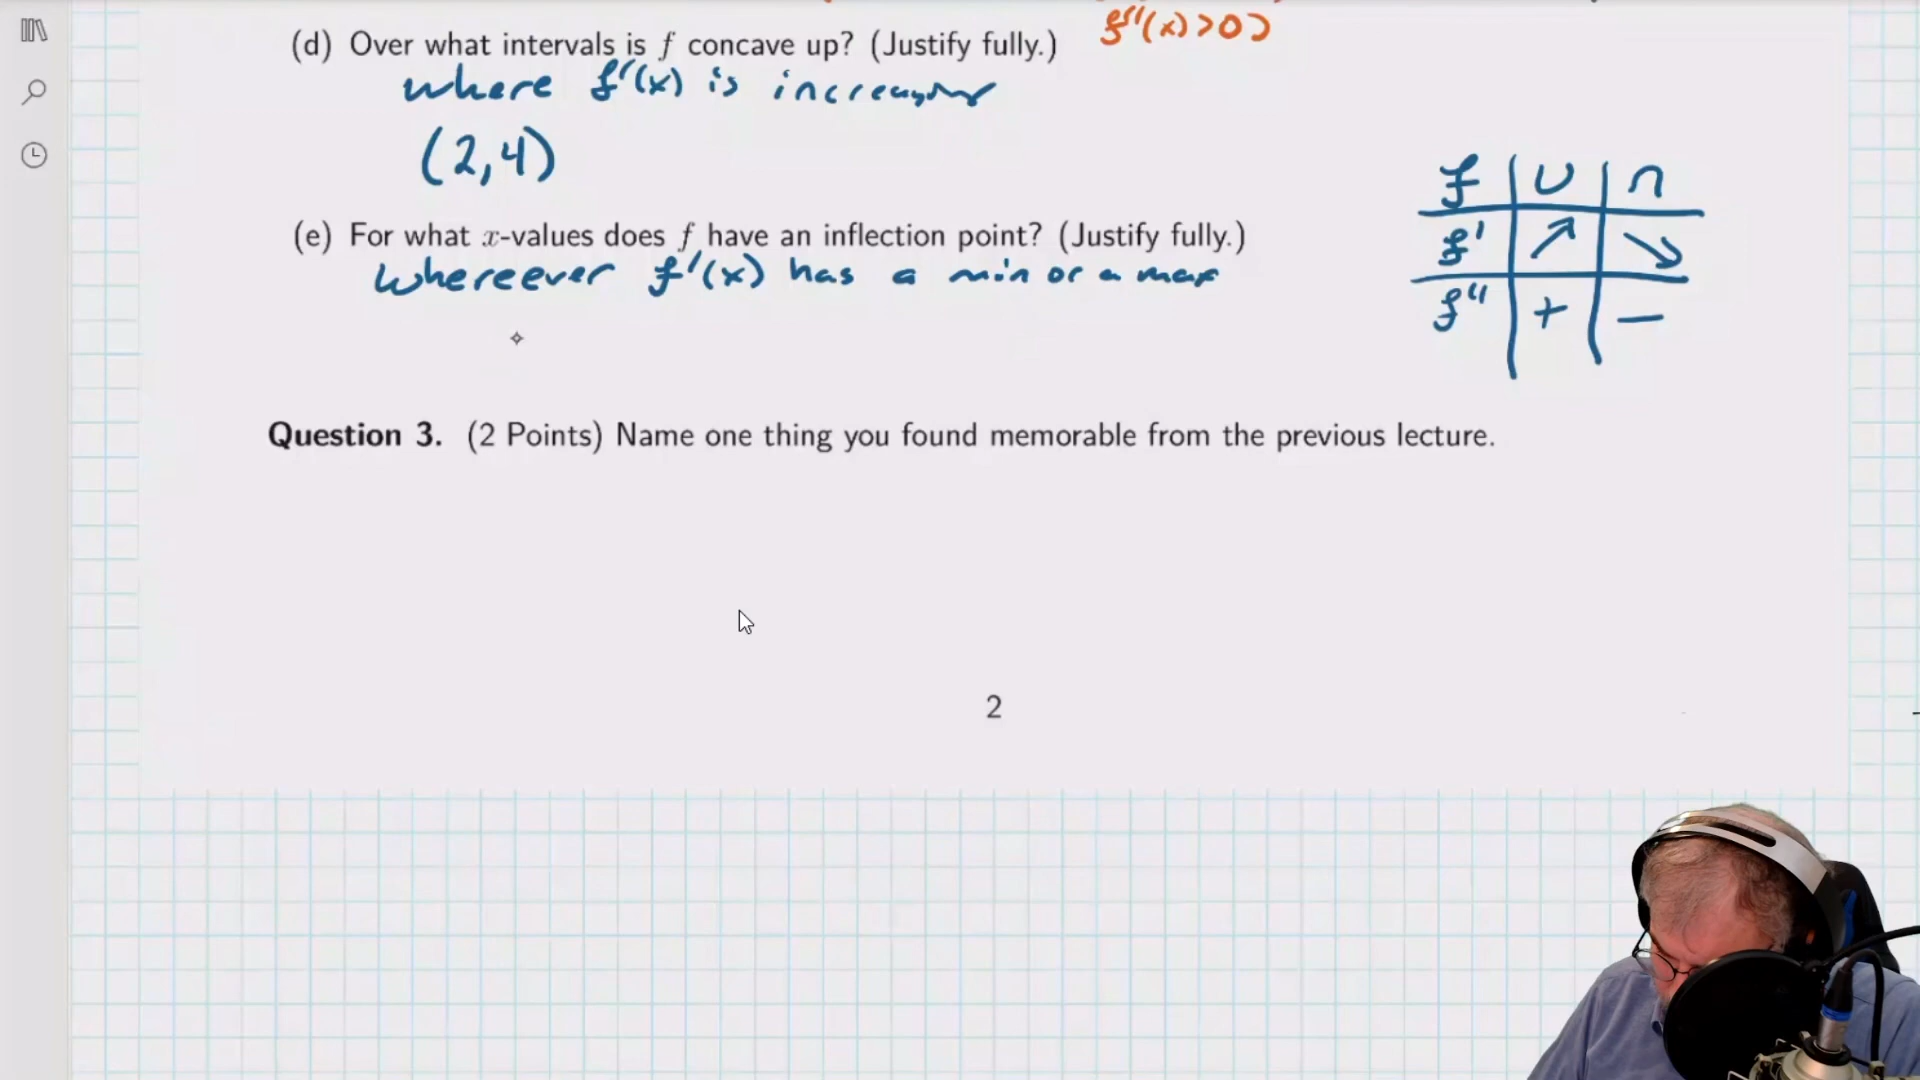 f''(x)>0)
(d) Over what intervals is f concave up? (Justify fully.)
where f'(x) is increasing
(2,4)
(e) For what x-values does f have an inflection point? (Justify fully.)
Whereever f'(x) has a min or a max
f | ∪ | ∩
f' | ↗ | ↘
f'' | + | −
Question 3. (2 Points) Name one thing you found memorable from the previous lecture.
2